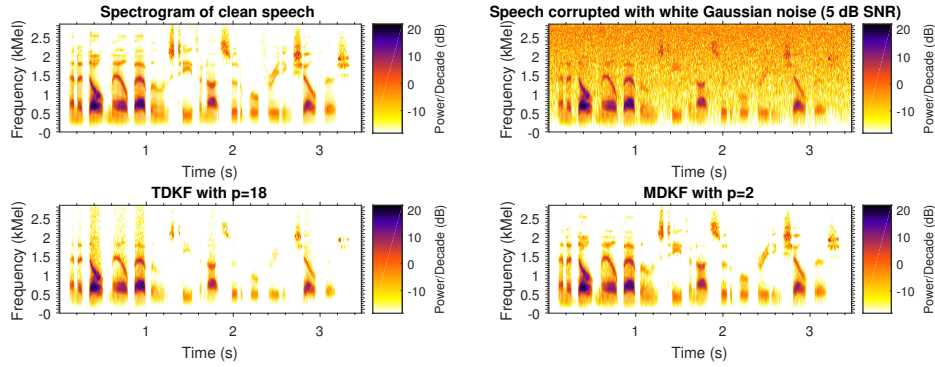 Spectrogram of clean speech
Frequency (kMel)
2.5
2
1.5
1
0.5
-0
1 2 3
Time (s)
20
10
0
-10
Power/Decade (dB)
Speech corrupted with white Gaussian noise (5 dB SNR)
Frequency (kMel)
2.5
2
1.5
1
0.5
-0
1 2 3
Time (s)
20
10
0
-10
Power/Decade (dB)
TDKF with p=18
Frequency (kMel)
2.5
2
1.5
1
0.5
-0
1 2 3
Time (s)
20
10
0
-10
Power/Decade (dB)
MDKF with p=2
Frequency (kMel)
2.5
2
1.5
1
0.5
-0
1 2 3
Time (s)
20
10
0
-10
Power/Decade (dB)